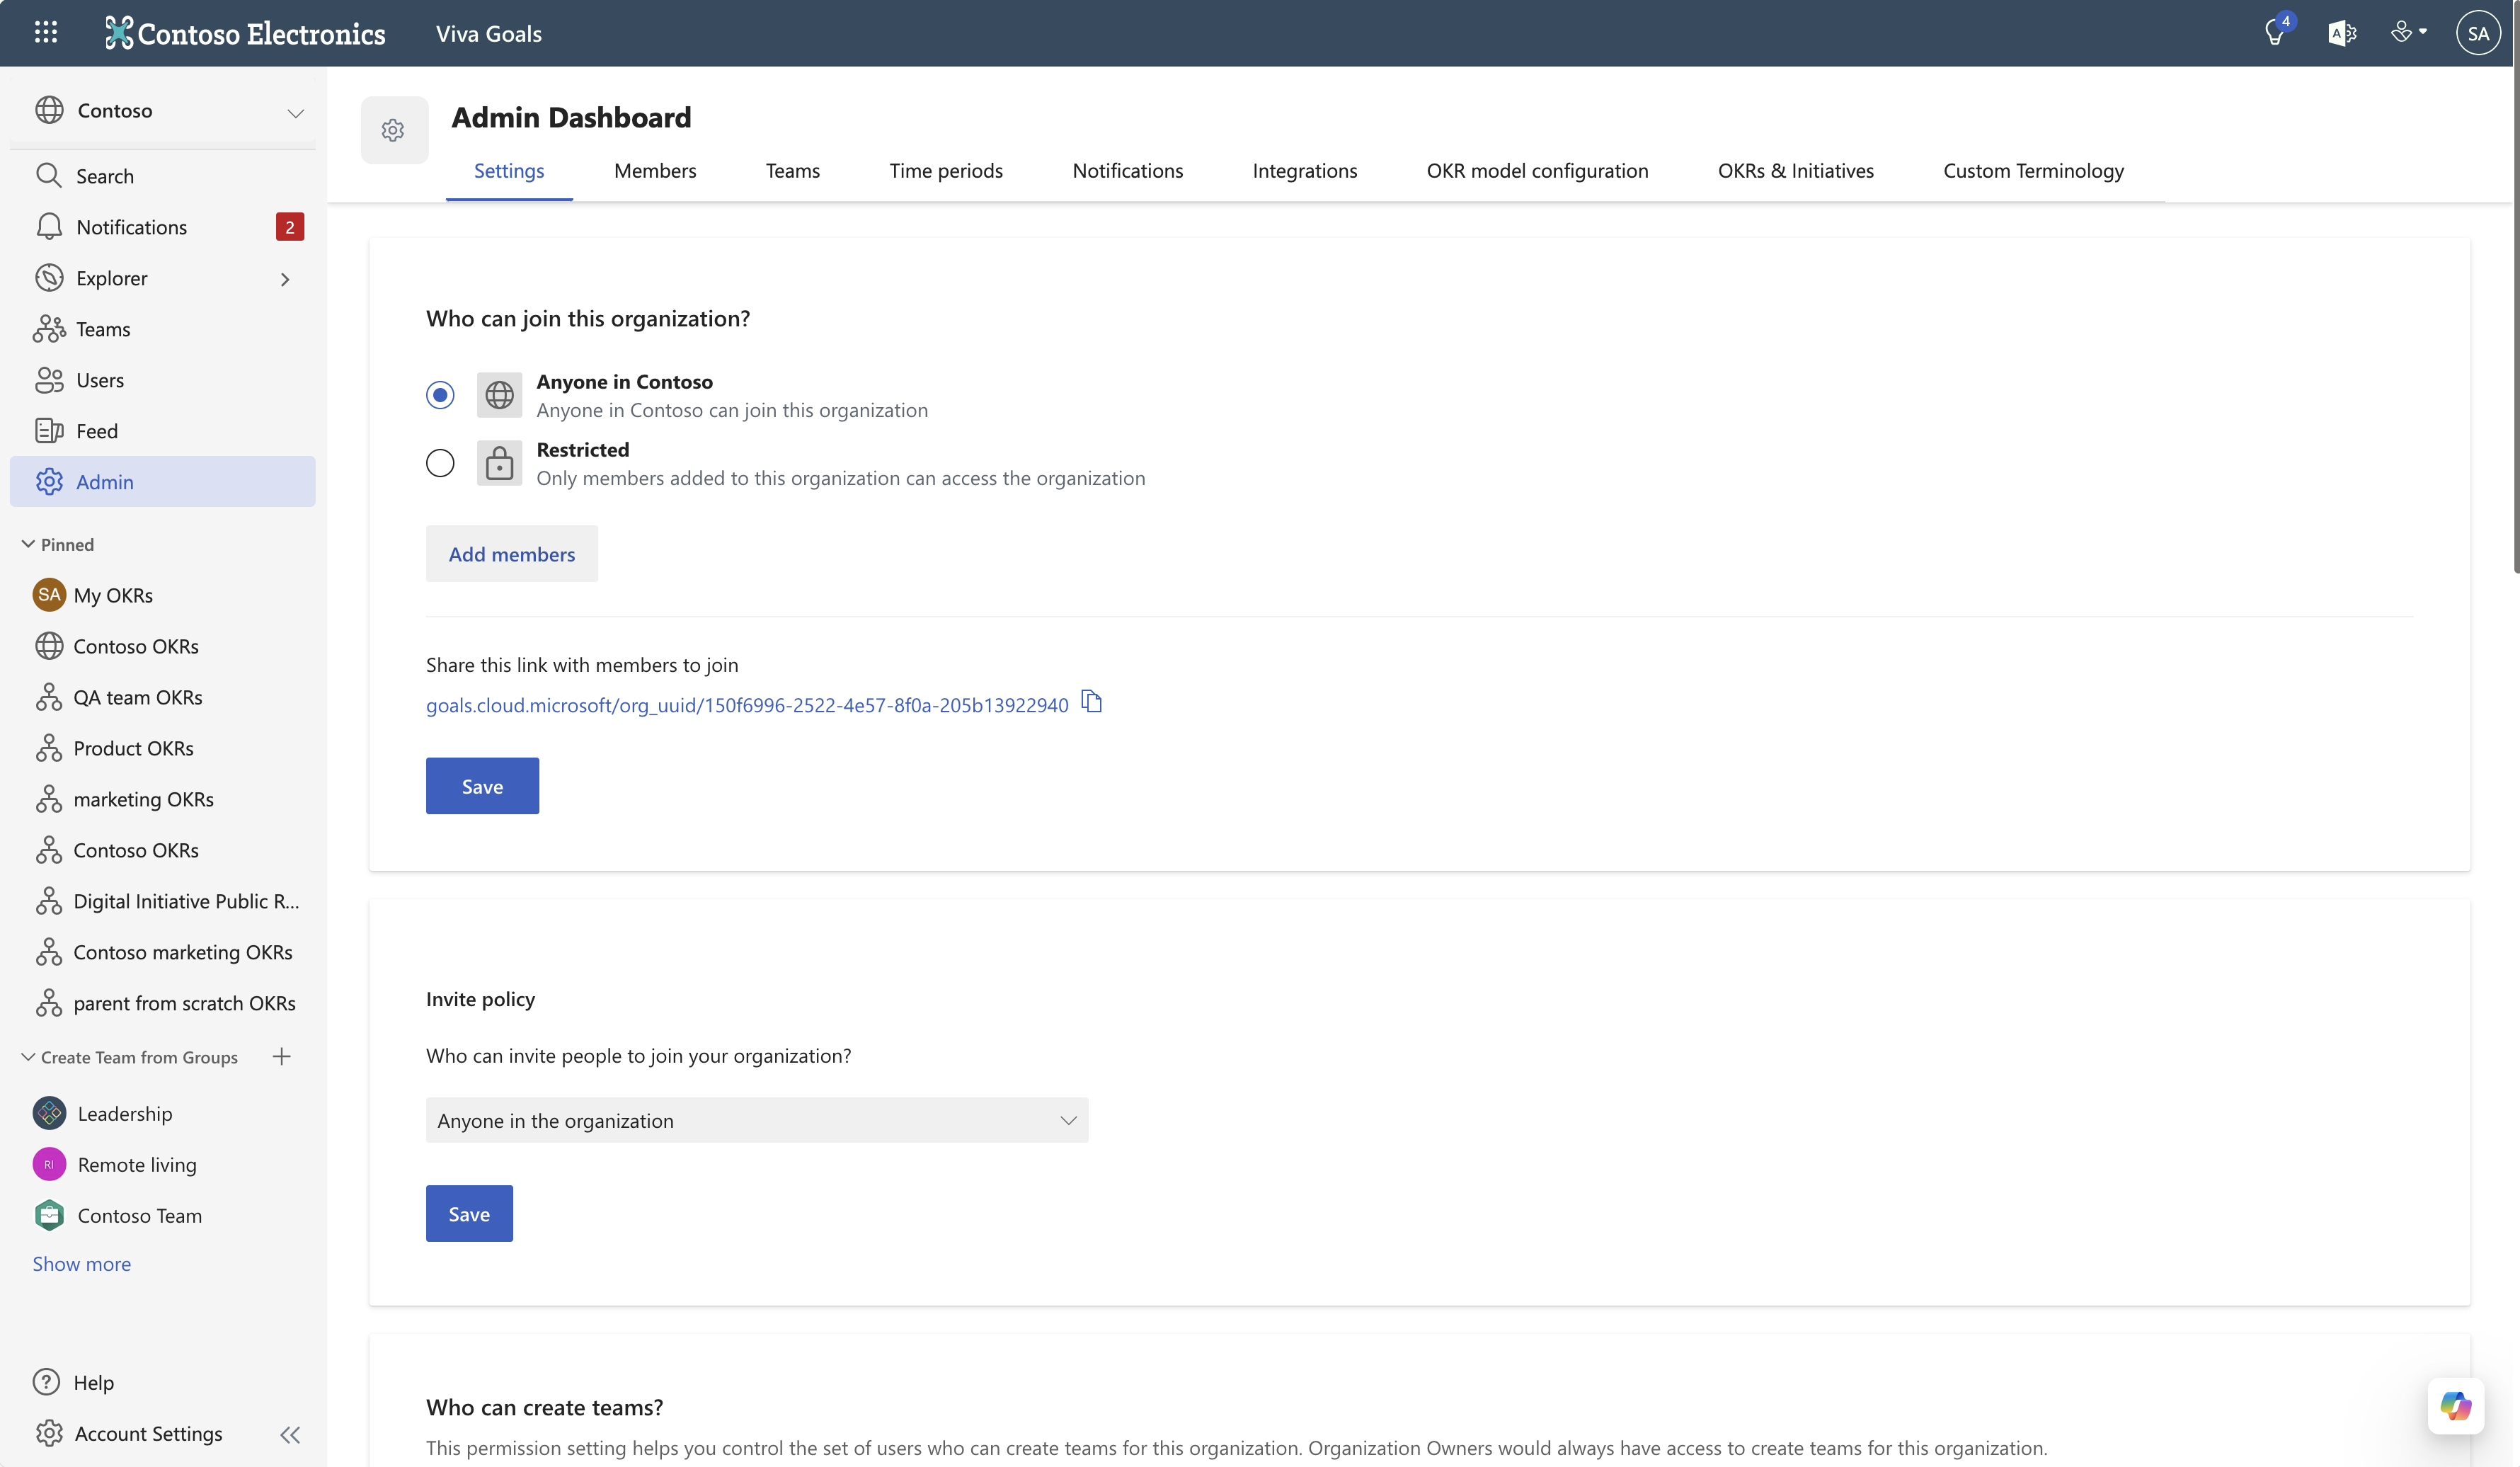 Contoso Electronics
Viva Goals
4
A
SA
Contoso
Search
Notifications
2
Explorer
Teams
Users
Feed
Admin
Pinned
SA
My OKRs
Contoso OKRs
QA team OKRs
Product OKRs
marketing OKRs
Contoso OKRs
Digital Initiative Public R...
Contoso marketing OKRs
parent from scratch OKRs
Create Team from Groups
Leadership
RI
Remote living
Contoso Team
Show more
Help
Account Settings
Admin Dashboard
Settings
Members
Teams
Time periods
Notifications
Integrations
OKR model configuration
OKRs & Initiatives
Custom Terminology
Who can join this organization?
Anyone in Contoso
Anyone in Contoso can join this organization
Restricted
Only members added to this organization can access the organization
Add members
Share this link with members to join
goals.cloud.microsoft/org_uuid/150f6996-2522-4e57-8f0a-205b13922940
Save
Invite policy
Who can invite people to join your organization?
Anyone in the organization
Save
Who can create teams?
This permission setting helps you control the set of users who can create teams for this organization. Organization Owners would always have access to create teams for this organization.